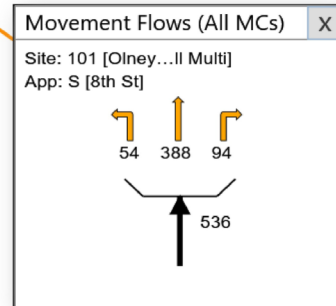 Movement Flows (All MCs) X
Site: 101 [Olney...ll Multi]
App: S [8th St]
54 388 94
536